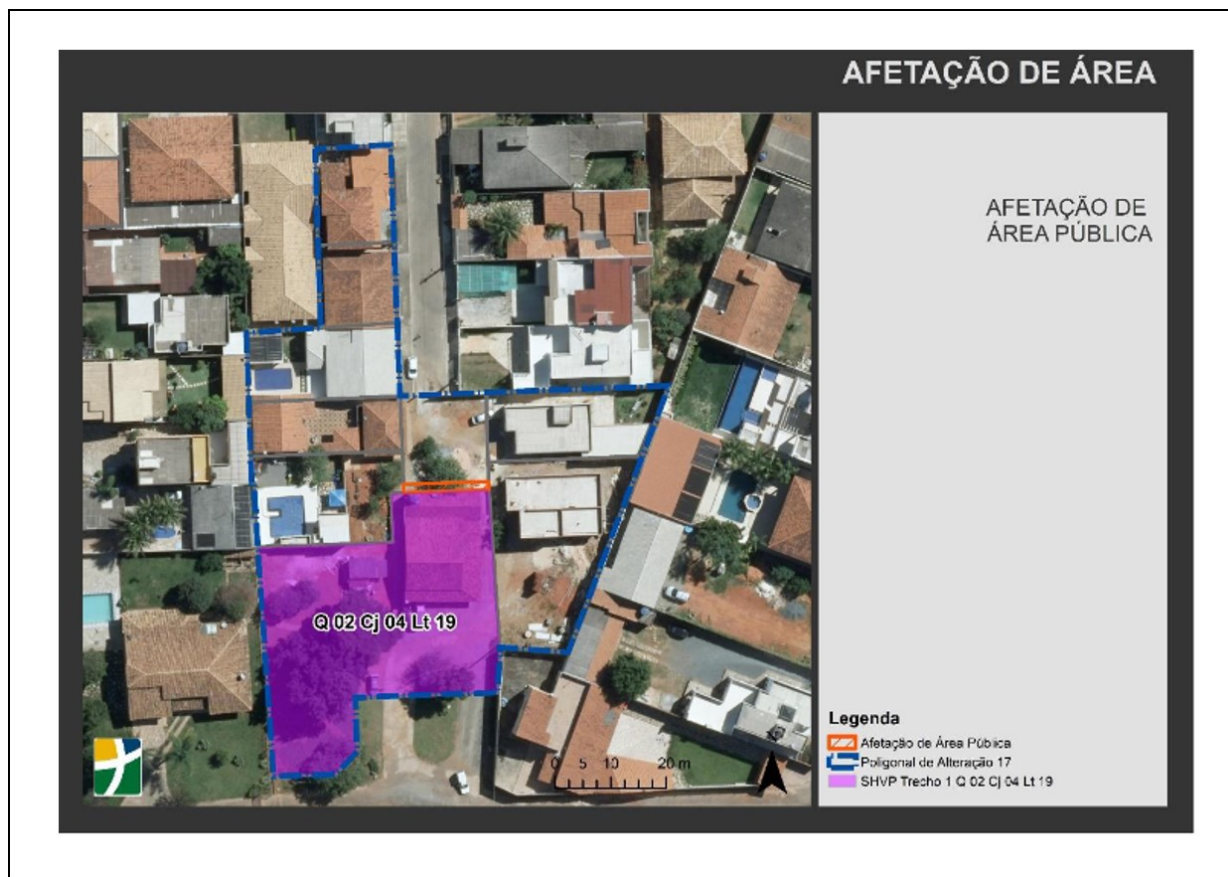 AFETAÇÃO DE ÁREA
AFETAÇÃO DE
ÁREA PÚBLICA
Q 02 Cj 04 Lt 19
0 5 10 20 m
Legenda
Afetação de Área Pública
Poligonal de Alteração 17
SHVP Trecho 1 Q 02 Cj 04 Lt 19